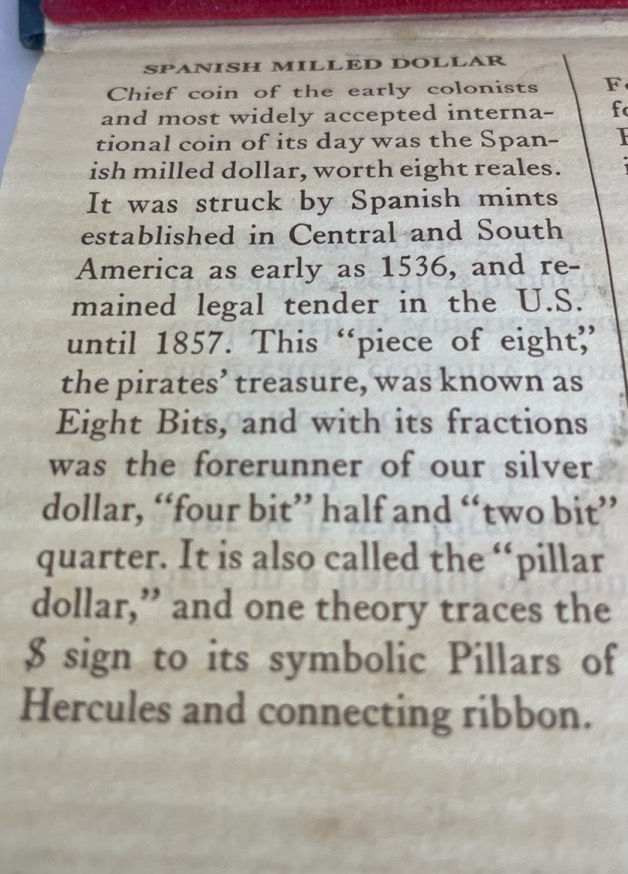 SPANISH MILLED DOLLAR
Chief coin of the early colonists
and most widely accepted interna-
tional coin of its day was the Span-
ish milled dollar, worth eight reales.
It was struck by Spanish mints
established in Central and South
America as early as 1536, and re-
mained legal tender in the U.S.
until 1857. This “piece of eight,”
the pirates’ treasure, was known as
Eight Bits, and with its fractions
was the forerunner of our silver
dollar, “four bit” half and “two bit”
quarter. It is also called the “pillar
dollar,” and one theory traces the
$ sign to its symbolic Pillars of
Hercules and connecting ribbon.